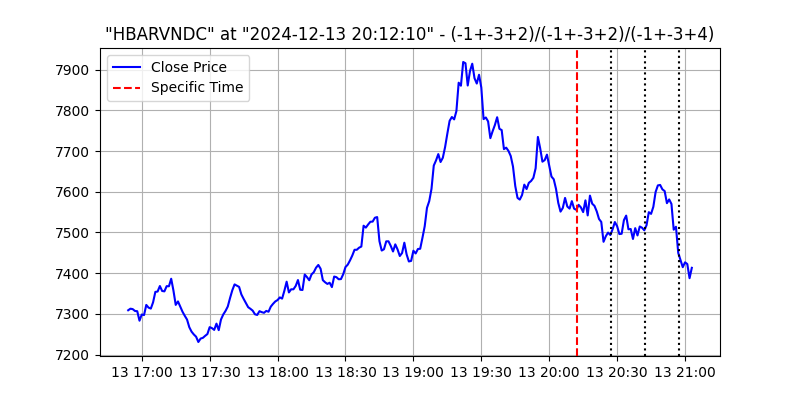 "HBARVNDC" at "2024-12-13 20:12:10" - (-1+-3+2)/(-1+-3+2)/(-1+-3+4)
Close Price
Specific Time
7900
7800
7700
7600
7500
7400
7300
7200
13 17:00 13 17:30 13 18:00 13 18:30 13 19:00 13 19:30 13 20:00 13 20:30 13 21:00